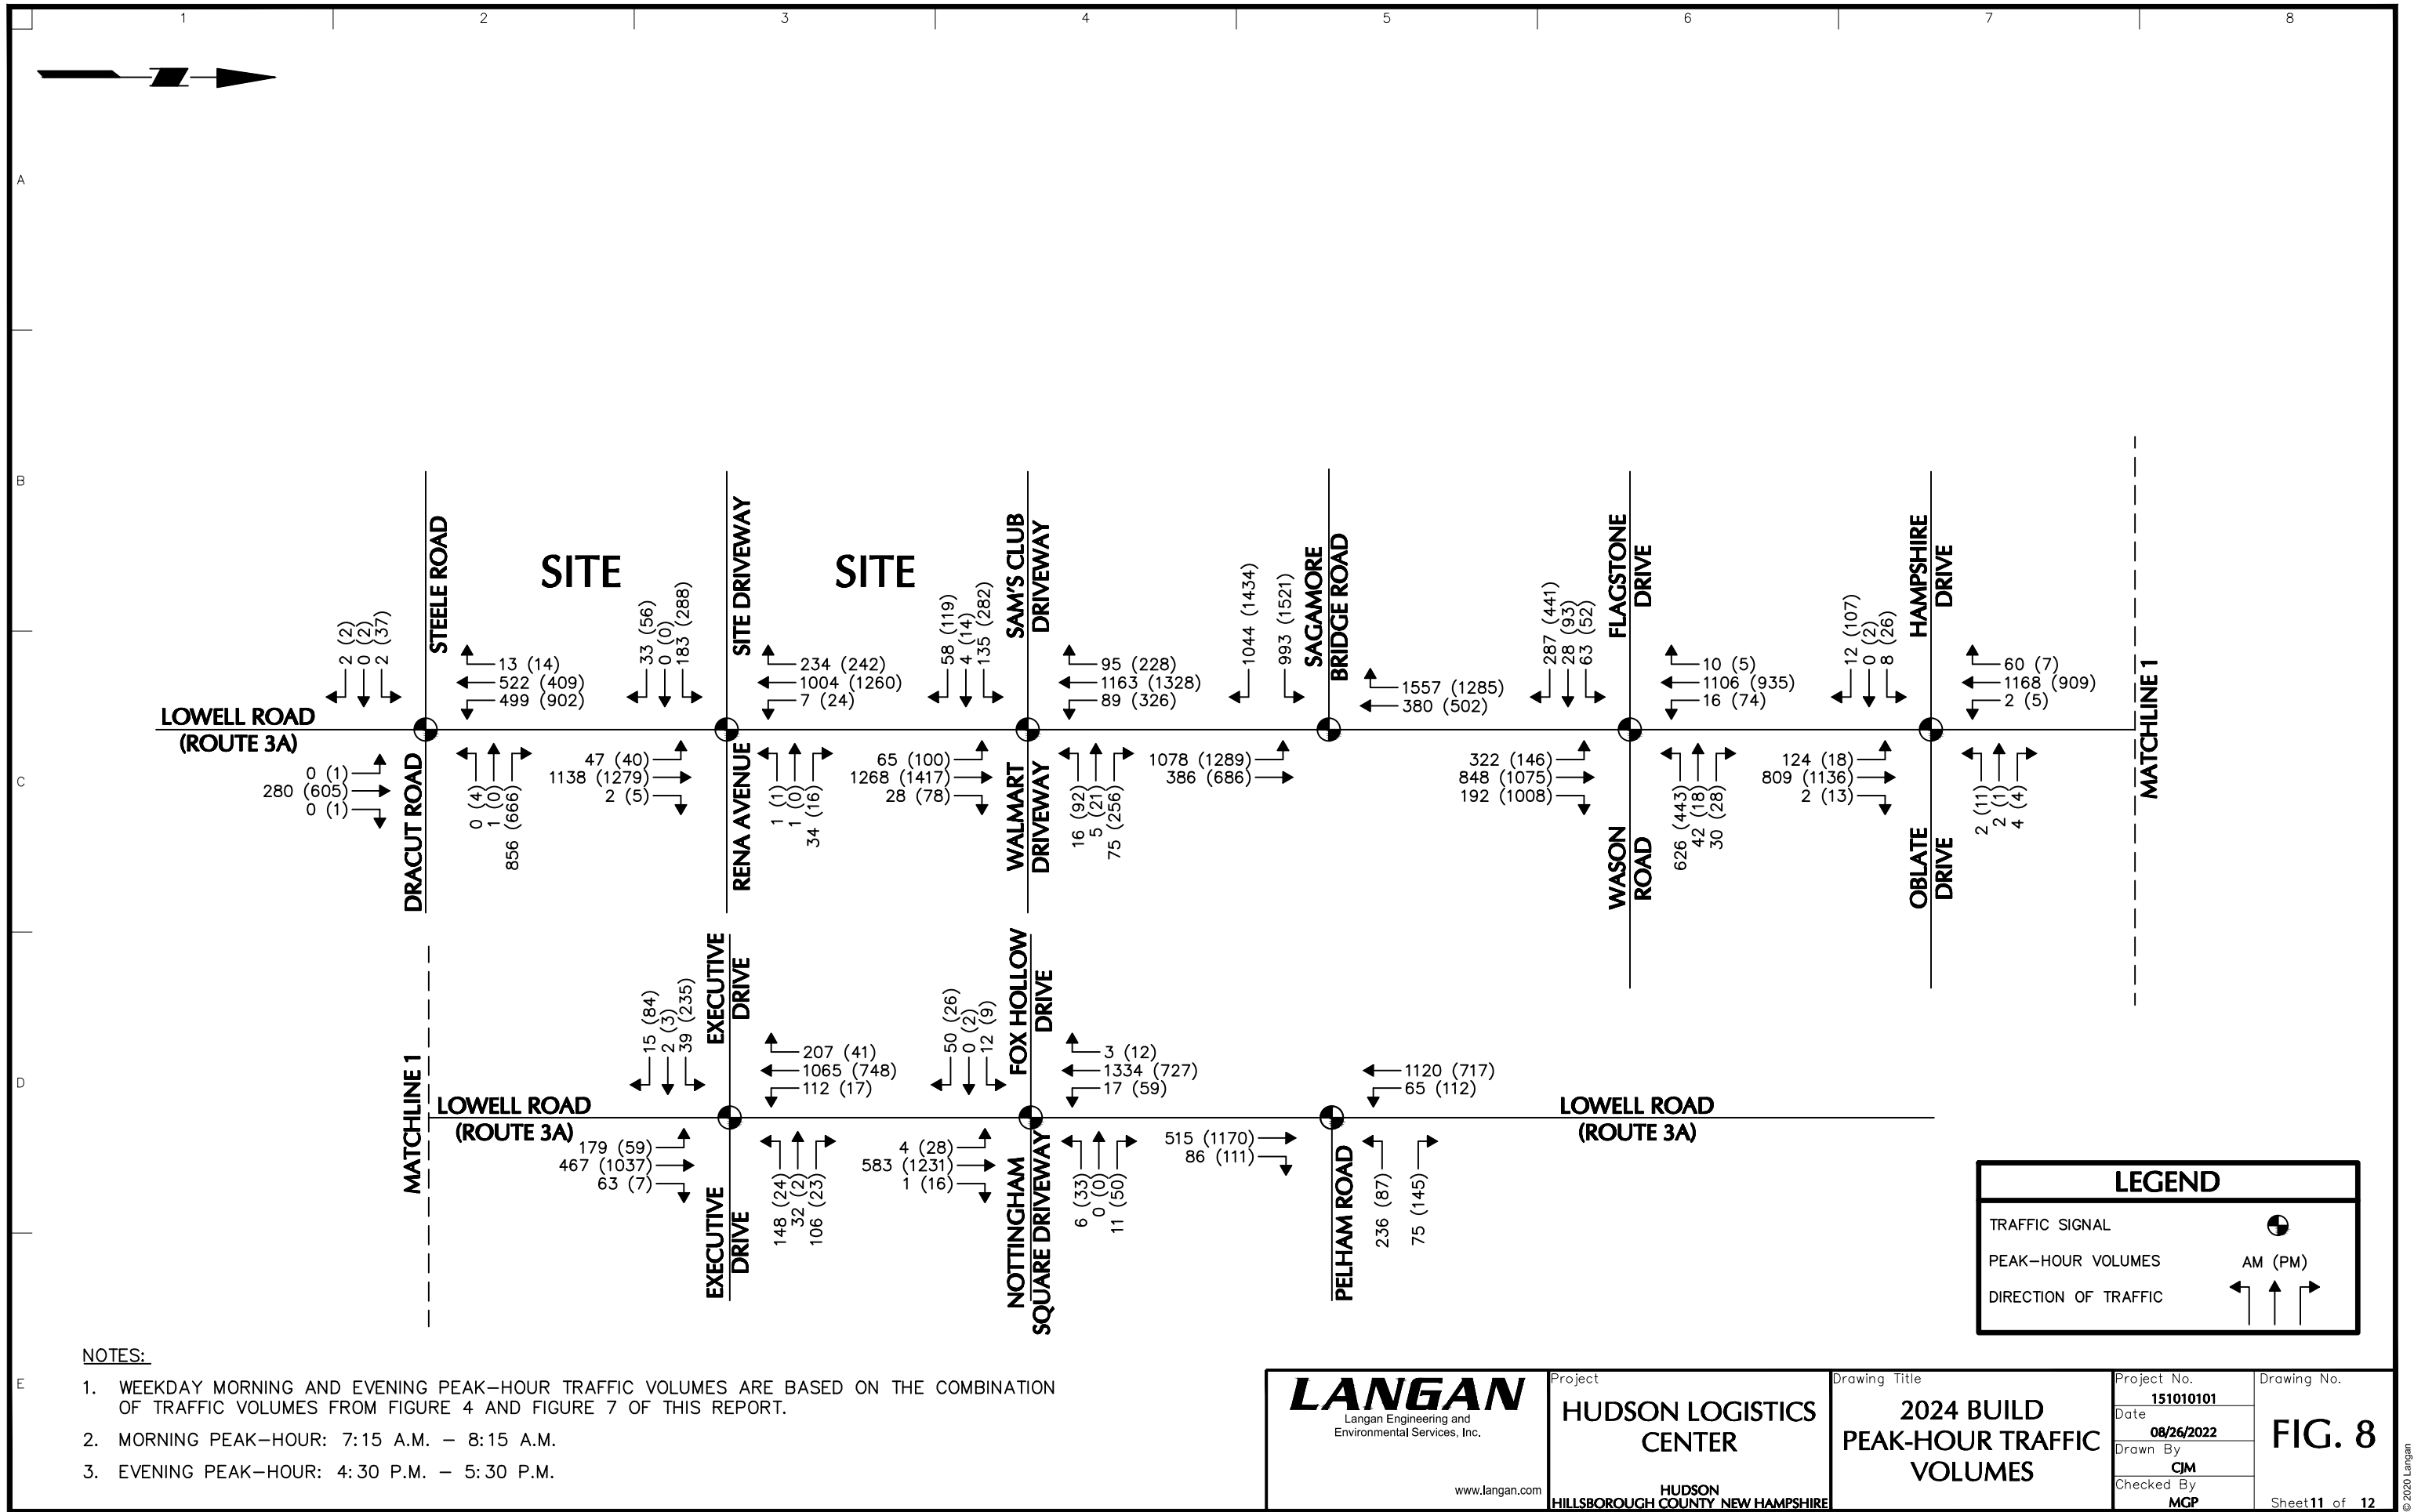 1 2 3 4 5 6 7 8
A
B
C
D
E
STEELE ROAD
SITE
SITE DRIVEWAY
SITE
SAM'S CLUB
DRIVEWAY
SAGAMORE
BRIDGE ROAD
FLAGSTONE
DRIVE
HAMPSHIRE
DRIVE
MATCHLINE 1
2 (2)
0 (2)
2 (37)
13 (14)
522 (409)
499 (902)
33 (56)
0 (0)
183 (288)
234 (242)
1004 (1260)
7 (24)
58 (119)
4 (14)
135 (282)
95 (228)
1163 (1328)
89 (326)
1044 (1434)
993 (1521)
1557 (1285)
380 (502)
287 (441)
28 (93)
63 (52)
10 (5)
1106 (935)
16 (74)
12 (107)
0 (2)
8 (26)
60 (7)
1168 (909)
2 (5)
LOWELL ROAD
(ROUTE 3A)
0 (1)
280 (605)
0 (1)
DRACUT ROAD
0 (4)
1 (0)
856 (666)
47 (40)
1138 (1279)
2 (5)
RENA AVENUE
1 (1)
1 (0)
34 (16)
65 (100)
1268 (1417)
28 (78)
WALMART
DRIVEWAY
16 (92)
5 (21)
75 (256)
1078 (1289)
386 (686)
322 (146)
848 (1075)
192 (1008)
WASON
ROAD
626 (443)
42 (18)
30 (28)
124 (18)
809 (1136)
2 (13)
OBLATE
DRIVE
2 (11)
2 (1)
4 (4)
MATCHLINE 1
LOWELL ROAD
(ROUTE 3A)
15 (84)
2 (3)
39 (235)
EXECUTIVE
DRIVE
207 (41)
1065 (748)
112 (17)
50 (26)
0 (2)
12 (9)
FOX HOLLOW
DRIVE
3 (12)
1334 (727)
17 (59)
1120 (717)
65 (112)
LOWELL ROAD
(ROUTE 3A)
179 (59)
467 (1037)
63 (7)
EXECUTIVE
DRIVE
148 (24)
32 (2)
106 (23)
4 (28)
583 (1231)
1 (16)
NOTTINGHAM
SQUARE DRIVEWAY
6 (33)
0 (0)
11 (50)
515 (1170)
86 (111)
PELHAM ROAD
236 (87)
75 (145)
LEGEND
TRAFFIC SIGNAL
PEAK-HOUR VOLUMES AM (PM)
DIRECTION OF TRAFFIC
NOTES:
1. WEEKDAY MORNING AND EVENING PEAK-HOUR TRAFFIC VOLUMES ARE BASED ON THE COMBINATION
OF TRAFFIC VOLUMES FROM FIGURE 4 AND FIGURE 7 OF THIS REPORT.
2. MORNING PEAK-HOUR: 7:15 A.M. - 8:15 A.M.
3. EVENING PEAK-HOUR: 4:30 P.M. - 5:30 P.M.
LANGAN
Langan Engineering and
Environmental Services, Inc.
www.langan.com
Project
HUDSON LOGISTICS
CENTER
HUDSON
HILLSBOROUGH COUNTY NEW HAMPSHIRE
Drawing Title
2024 BUILD
PEAK-HOUR TRAFFIC
VOLUMES
Project No.
151010101
Date
08/26/2022
Drawn By
CJM
Checked By
MGP
Drawing No.
FIG. 8
Sheet 11 of 12
© 2020 Langan